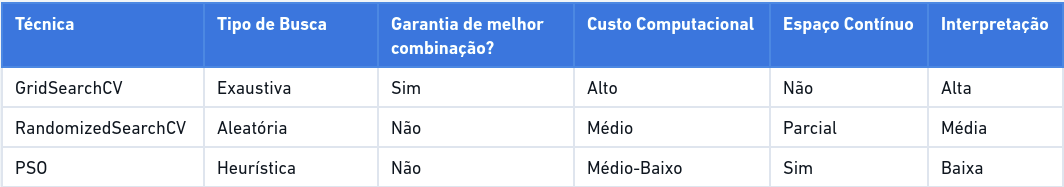 Técnica Tipo de Busca Garantia de melhor combinação? Custo Computacional Espaço Contínuo Interpretação
GridSearchCV Exaustiva Sim Alto Não Alta
RandomizedSearchCV Aleatória Não Médio Parcial Média
PSO Heurística Não Médio-Baixo Sim Baixa